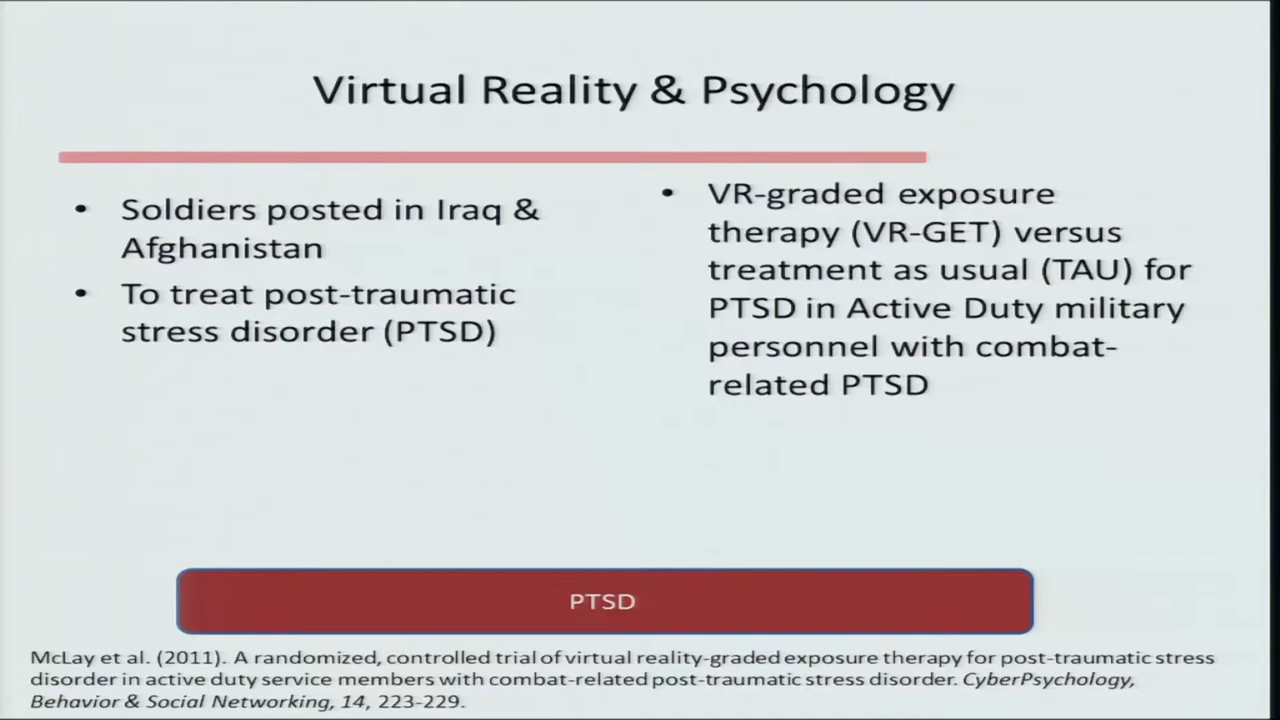 Virtual Reality & Psychology
• Soldiers posted in Iraq &
Afghanistan
• To treat post-traumatic
stress disorder (PTSD)
• VR-graded exposure
therapy (VR-GET) versus
treatment as usual (TAU) for
PTSD in Active Duty military
personnel with combat-
related PTSD
PTSD
McLay et al. (2011). A randomized, controlled trial of virtual reality-graded exposure therapy for post-traumatic stress
disorder in active duty service members with combat-related post-traumatic stress disorder. CyberPsychology,
Behavior & Social Networking, 14, 223-229.